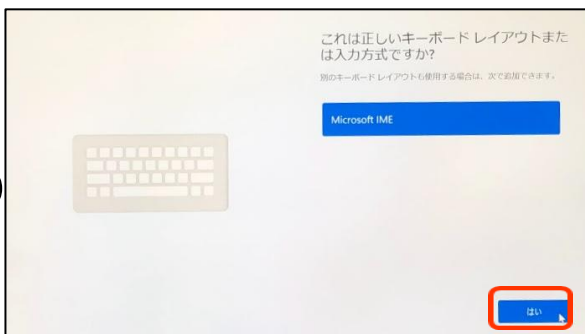 これは正しいキーボード レイアウトまた
は入力方式ですか?
別のキーボード レイアウトも使用する場合は、次で追加できます。
Microsoft IME
はい